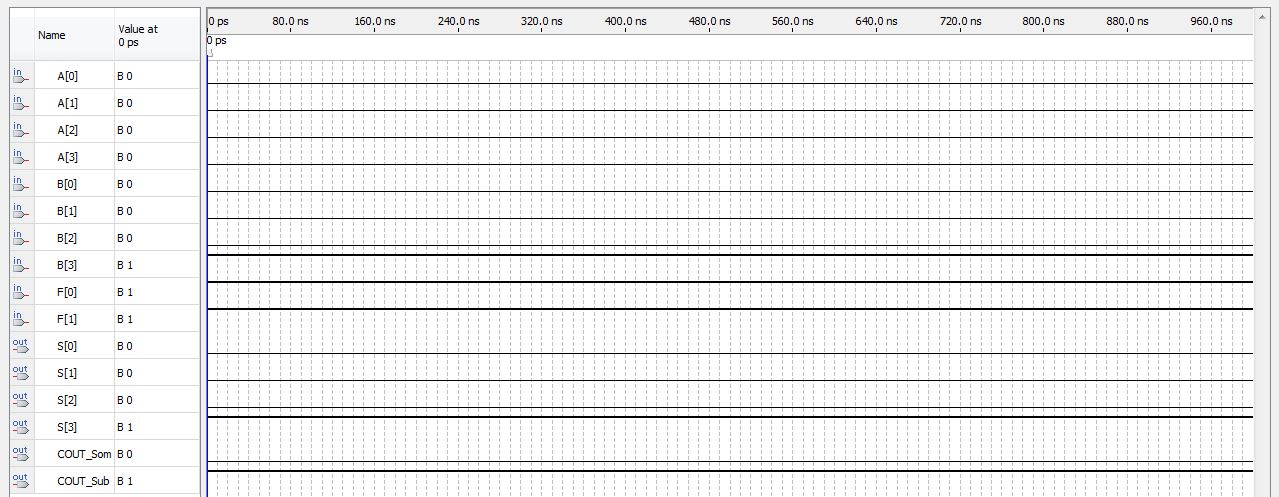 Name Value at 0 ps 0 ps 80.0 ns 160.0 ns 240.0 ns 320.0 ns 400.0 ns 480.0 ns 560.0 ns 640.0 ns 720.0 ns 800.0 ns 880.0 ns 960.0 ns
0 ps
in A[0] B 0
in A[1] B 0
in A[2] B 0
in A[3] B 0
in B[0] B 0
in B[1] B 0
in B[2] B 0
in B[3] B 1
in F[0] B 1
in F[1] B 1
out S[0] B 0
out S[1] B 0
out S[2] B 0
out S[3] B 1
out COUT_Som B 0
out COUT_Sub B 1